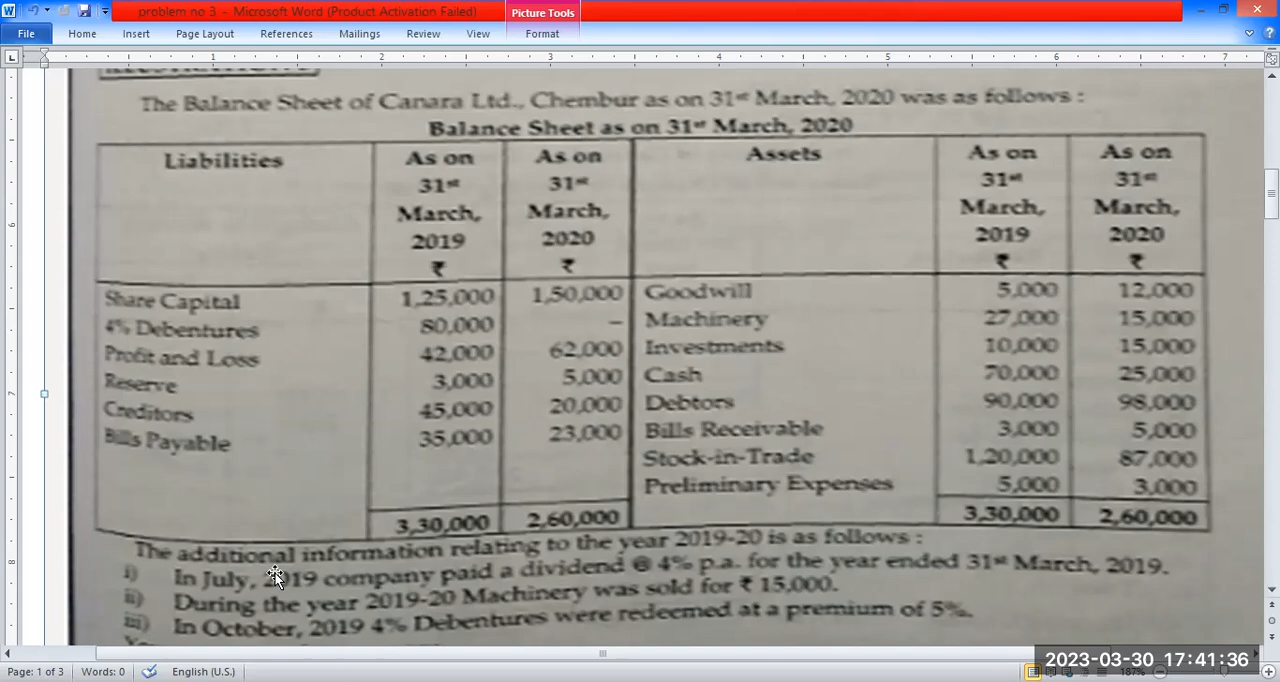 problem no 3 - Microsoft Word (Product Activation Failed)
Picture Tools
File Home Insert Page Layout References Mailings Review View Format
1 2 3 4 5 6 7
The Balance Sheet of Canara Ltd., Chembur as on 31st March, 2020 was as follows :
Balance Sheet as on 31st March, 2020
Liabilities As on 31st March, 2019 ₹ As on 31st March, 2020 ₹ Assets As on 31st March, 2019 ₹ As on 31st March, 2020 ₹
Share Capital 1,25,000 1,50,000 Goodwill 5,000 12,000
4% Debentures 80,000 – Machinery 27,000 15,000
Profit and Loss 42,000 62,000 Investments 10,000 15,000
Reserve 3,000 5,000 Cash 70,000 25,000
Creditors 45,000 20,000 Debtors 90,000 98,000
Bills Payable 35,000 23,000 Bills Receivable 3,000 5,000
Stock-in-Trade 1,20,000 87,000
Preliminary Expenses 5,000 3,000
3,30,000 2,60,000 3,30,000 2,60,000
The additional information relating to the year 2019-20 is as follows :
i) In July, 2019 company paid a dividend @ 4% p.a. for the year ended 31st March, 2019.
ii) During the year 2019-20 Machinery was sold for ₹ 15,000.
iii) In October, 2019 4% Debentures were redeemed at a premium of 5%.
2023-03-30 17:41:36
Page: 1 of 3 Words: 0 English (U.S.) 187%